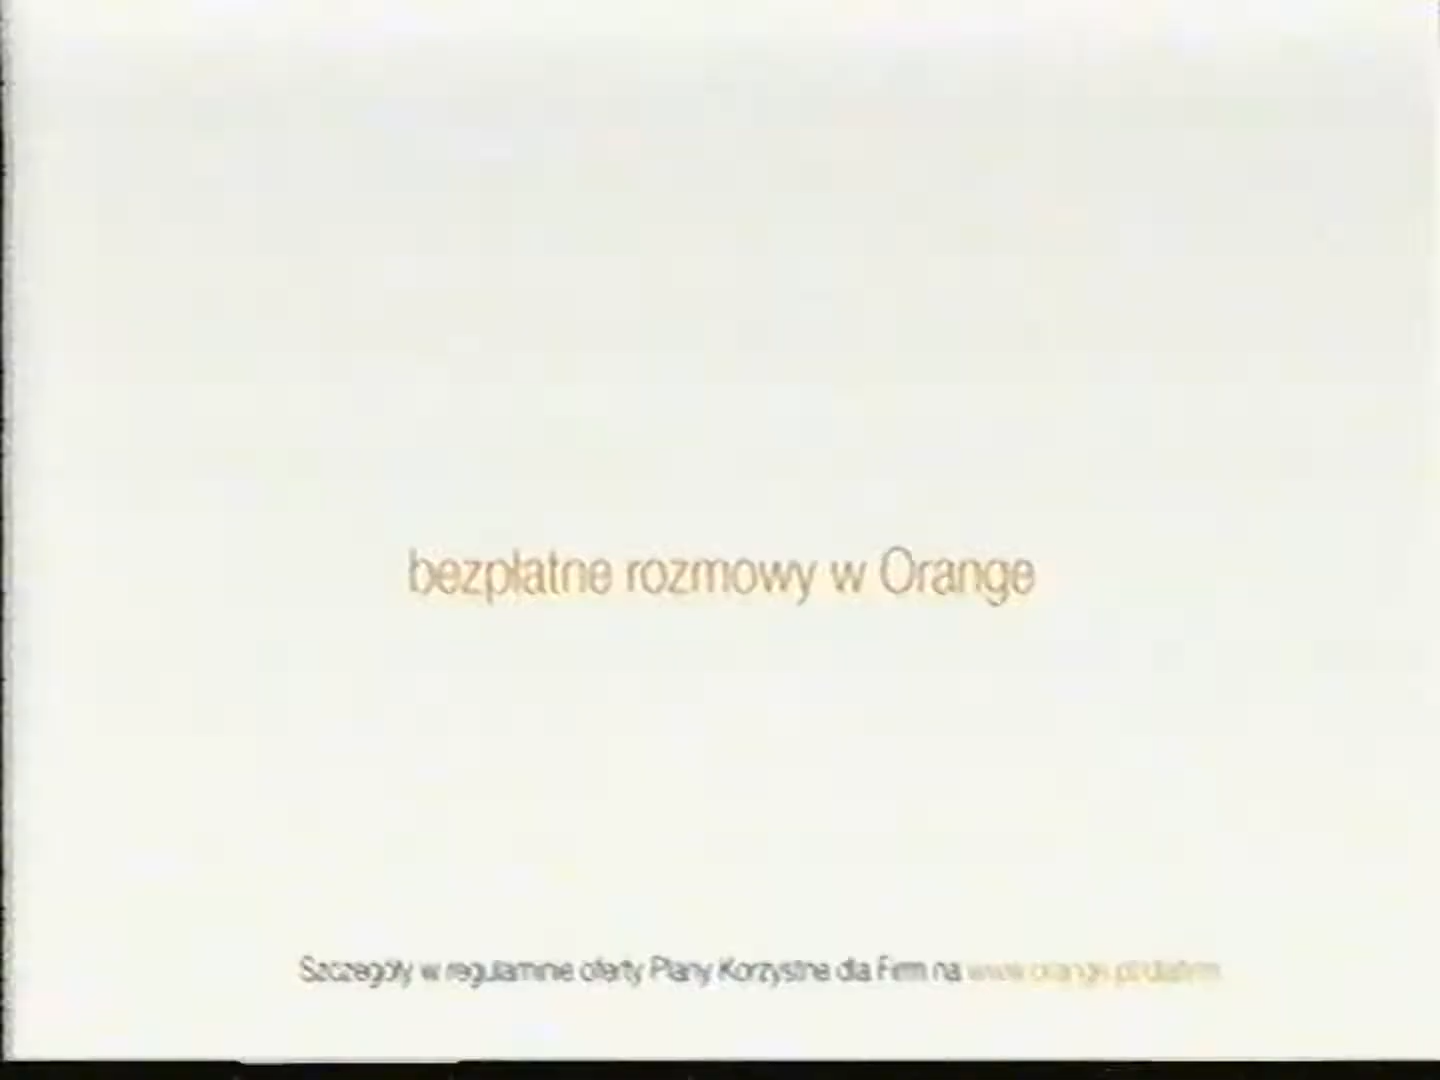 bezpłatne rozmowy w Orange
Szczegóły w regulaminie oferty Plany Korzystne dla Firm na